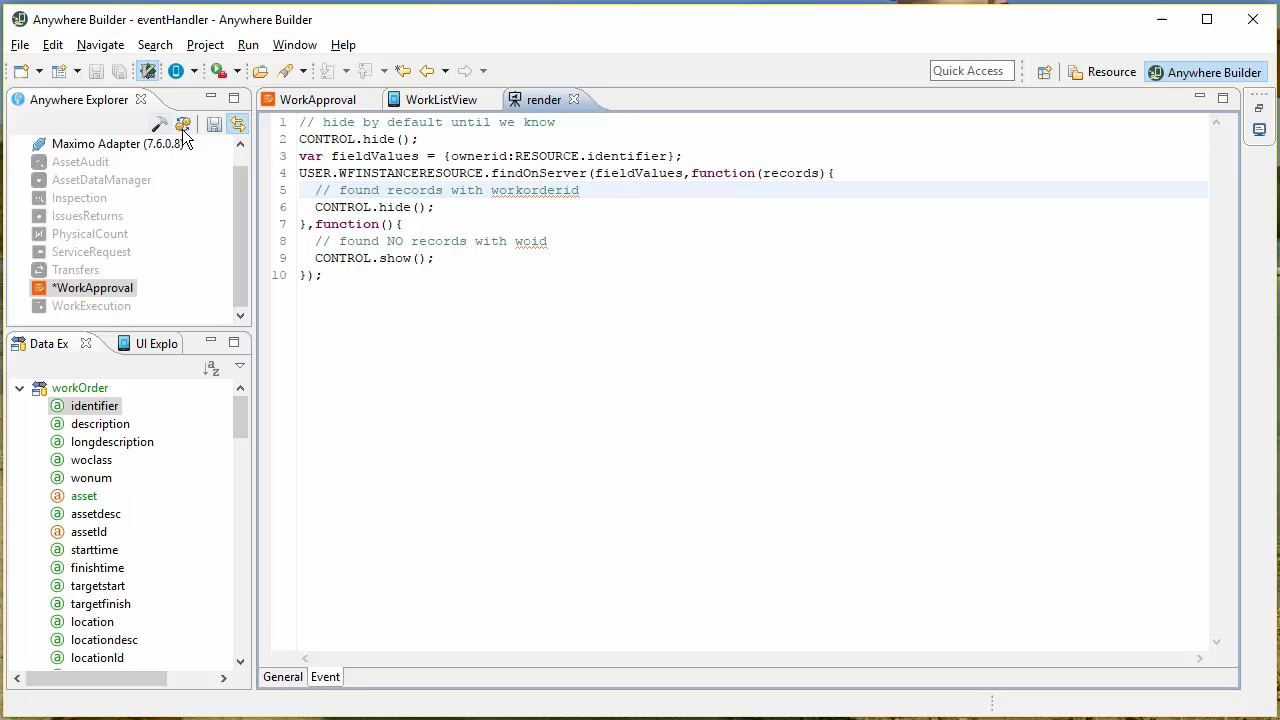 Anywhere Builder - eventHandler - Anywhere Builder
File Edit Navigate Search Project Run Window Help
Quick Access
Resource
Anywhere Builder
Anywhere Explorer
Maximo Adapter (7.6.0.8)
AssetAudit
AssetDataManager
Inspection
IssuesReturns
PhysicalCount
ServiceRequest
Transfers
*WorkApproval
WorkExecution
Data Ex
UI Explo
workOrder
identifier
description
longdescription
woclass
wonum
asset
assetdesc
assetId
starttime
finishtime
targetstart
targetfinish
location
locationdesc
locationId
WorkApproval
WorkListView
render
1 // hide by default until we know
2 CONTROL.hide();
3 var fieldValues = {ownerid:RESOURCE.identifier};
4 USER.WFINSTANCERESOURCE.findOnServer(fieldValues,function(records){
5 // found records with workorderid
6 CONTROL.hide();
7 },function(){
8 // found NO records with woid
9 CONTROL.show();
10 });
General Event